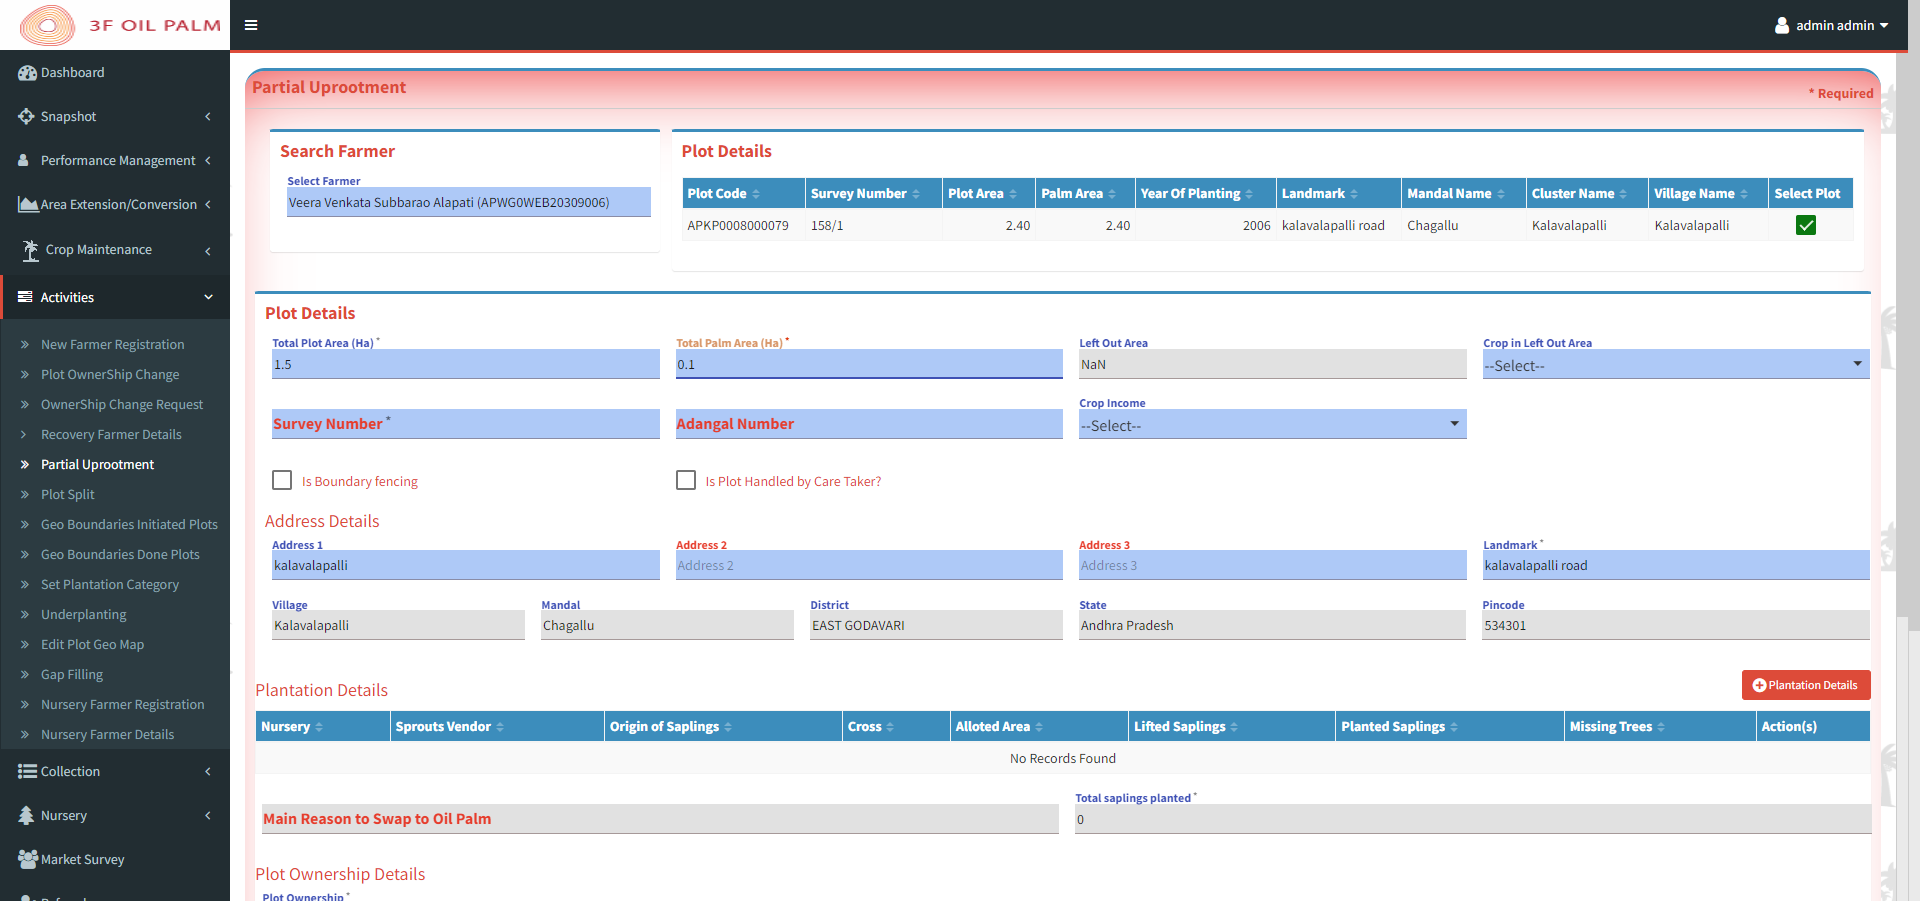 3F OIL PALM
admin admin
Dashboard
Snapshot
Performance Management
Area Extension/Conversion
Crop Maintenance
Activities
New Farmer Registration
Plot OwnerShip Change
OwnerShip Change Request
Recovery Farmer Details
Partial Uprootment
Plot Split
Geo Boundaries Initiated Plots
Geo Boundaries Done Plots
Set Plantation Category
Underplanting
Edit Plot Geo Map
Gap Filling
Nursery Farmer Registration
Nursery Farmer Details
Collection
Nursery
Market Survey
Partial Uprootment
* Required
Search Farmer
Select Farmer
Veera Venkata Subbarao Alapati (APWG0WEB20309006)
Plot Details
Plot Code Survey Number Plot Area Palm Area Year Of Planting Landmark Mandal Name Cluster Name Village Name Select Plot
APKP0008000079 158/1 2.40 2.40 2006 kalavalapalli road Chagallu Kalavalapalli Kalavalapalli
Plot Details
Total Plot Area (Ha) * Total Palm Area (Ha) * Left Out Area Crop in Left Out Area
1.5 0.1 NaN --Select--
Crop Income
Survey Number * Adangal Number --Select--
Is Boundary fencing Is Plot Handled by Care Taker?
Address Details
Address 1 Address 2 Address 3 Landmark *
kalavalapalli Address 2 Address 3 kalavalapalli road
Village Mandal District State Pincode
Kalavalapalli Chagallu EAST GODAVARI Andhra Pradesh 534301
Plantation Details Plantation Details
Nursery Sprouts Vendor Origin of Saplings Cross Alloted Area Lifted Saplings Planted Saplings Missing Trees Action(s)
No Records Found
Total saplings planted *
Main Reason to Swap to Oil Palm 0
Plot Ownership Details
Plot Ownership *